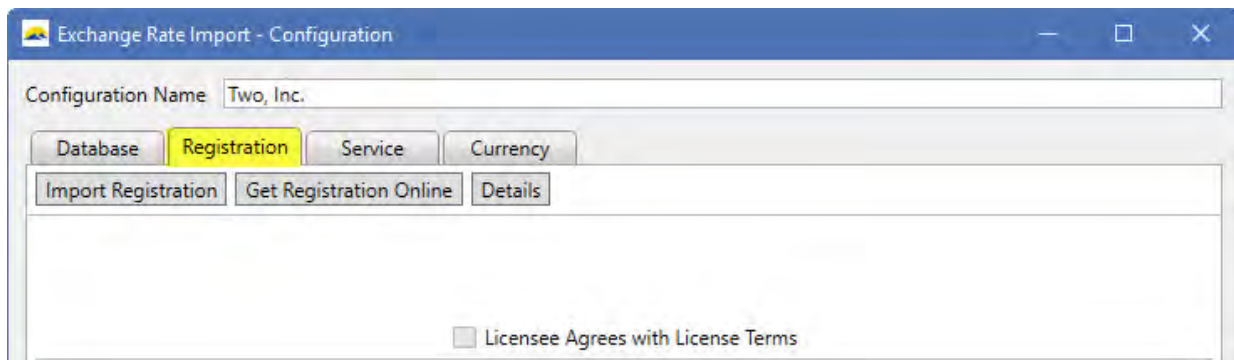 Exchange Rate Import - Configuration
Configuration Name Two, Inc.
Database Registration Service Currency
Import Registration Get Registration Online Details
Licensee Agrees with License Terms